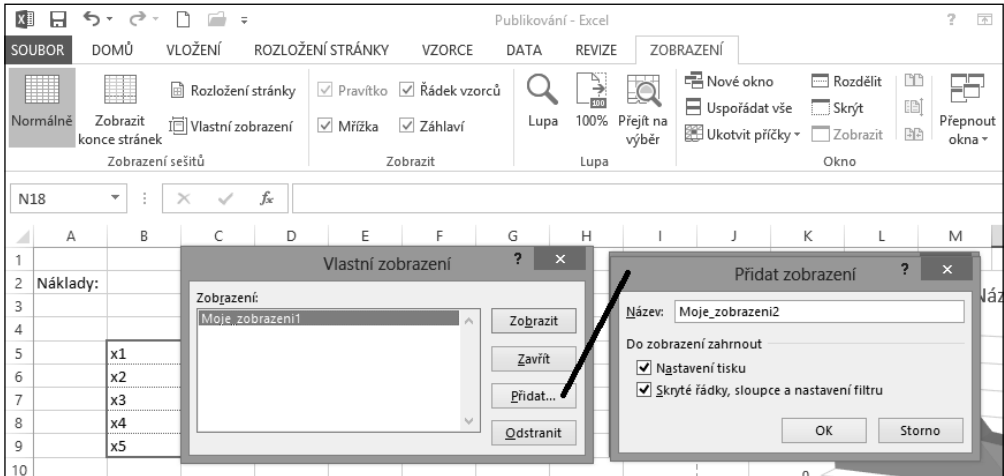 Publikování - Excel ?
SOUBOR DOMŮ VLOŽENÍ ROZLOŽENÍ STRÁNKY VZORCE DATA REVIZE ZOBRAZENÍ
Normálně
Zobrazit
konce stránek
Rozložení stránky
Vlastní zobrazení
Zobrazení sešitů
Pravítko Řádek vzorců
Mřížka Záhlaví
Zobrazit
Lupa
100
100%
Přejít na
výběr
Lupa
Nové okno
Uspořádat vše
Ukotvit příčky
Rozdělit
Skrýt
Zobrazit
Přepnout
okna
Okno
N18 fx
A B C D E F G H I J K L M
1
2 Náklady:
3
4
5 x1
6 x2
7 x3
8 x4
9 x5
10
Vlastní zobrazení ? ×
Zobrazení:
Moje_zobrazeni1
Zobrazit
Zavřít
Přidat...
Odstranit
Přidat zobrazení ? ×
Název: Moje_zobrazeni2
Do zobrazení zahrnout
Nastavení tisku
Skryté řádky, sloupce a nastavení filtru
OK Storno
Náz
0